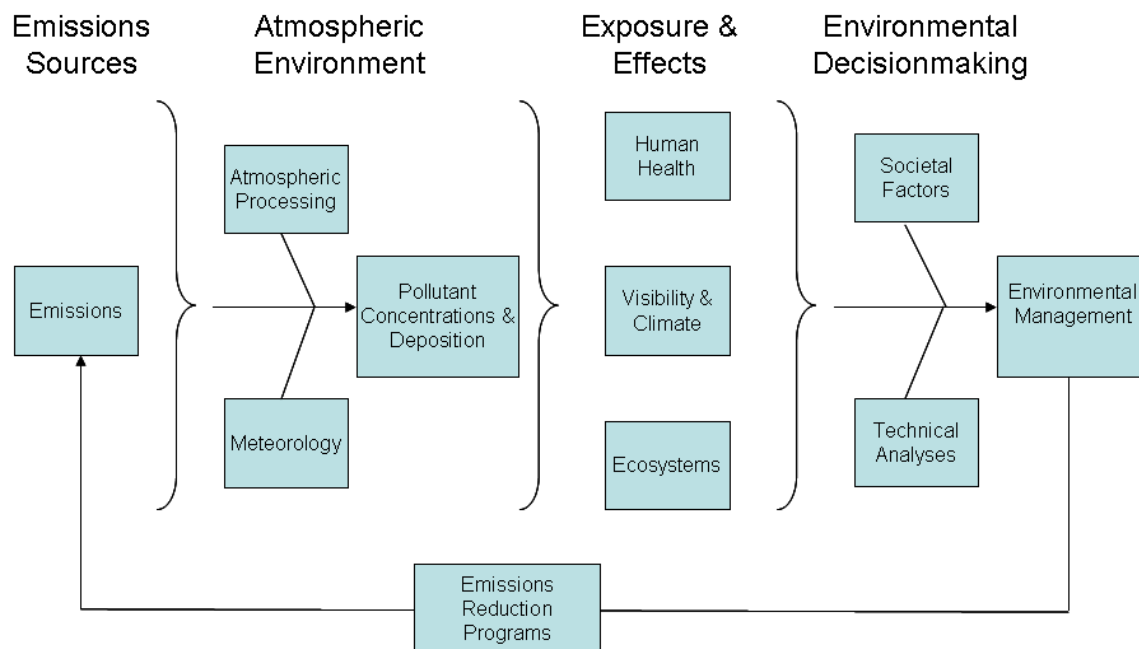 Emissions
Sources
Atmospheric
Environment
Exposure &
Effects
Environmental
Decisionmaking
Emissions
Atmospheric
Processing
Meteorology
Pollutant
Concentrations &
Deposition
Human
Health
Visibility &
Climate
Ecosystems
Societal
Factors
Technical
Analyses
Environmental
Management
Emissions
Reduction
Programs